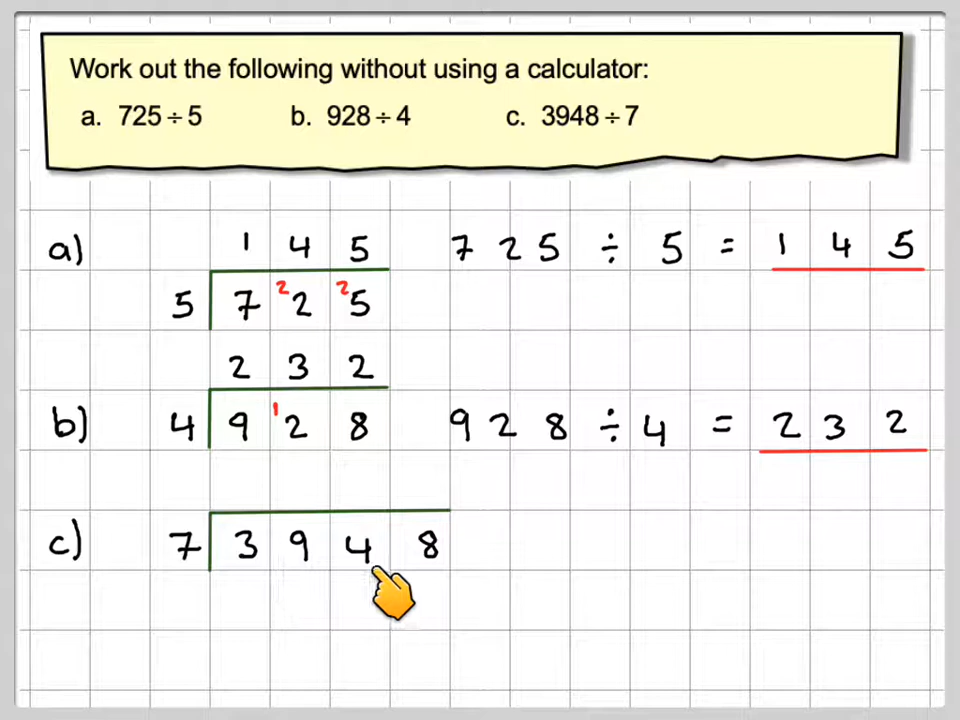 Work out the following without using a calculator:
a. 725 ÷ 5 b. 928 ÷ 4 c. 3948 ÷ 7
a) 1 4 5 7 2 5 ÷ 5 = 1 4 5
5 7 2 2 2 5
2 3 2
b) 4 9 1 2 8 9 2 8 ÷ 4 = 2 3 2
c) 7 3 9 4 8